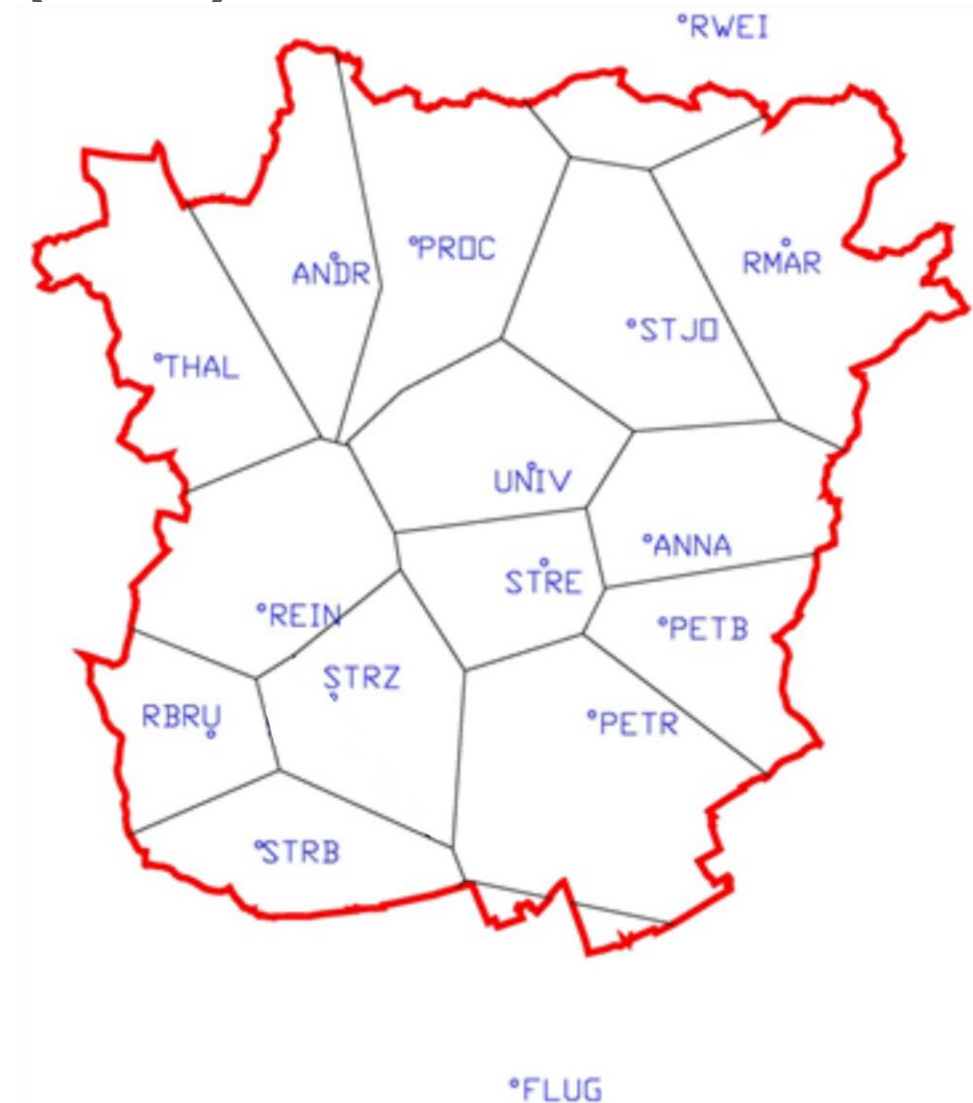 RWEI
PROC
ANDR
RMAR
STJO
THAL
UNIV
ANNA
STRE
REIN
PETB
STRZ
RBRU
PETR
STRB
FLUG